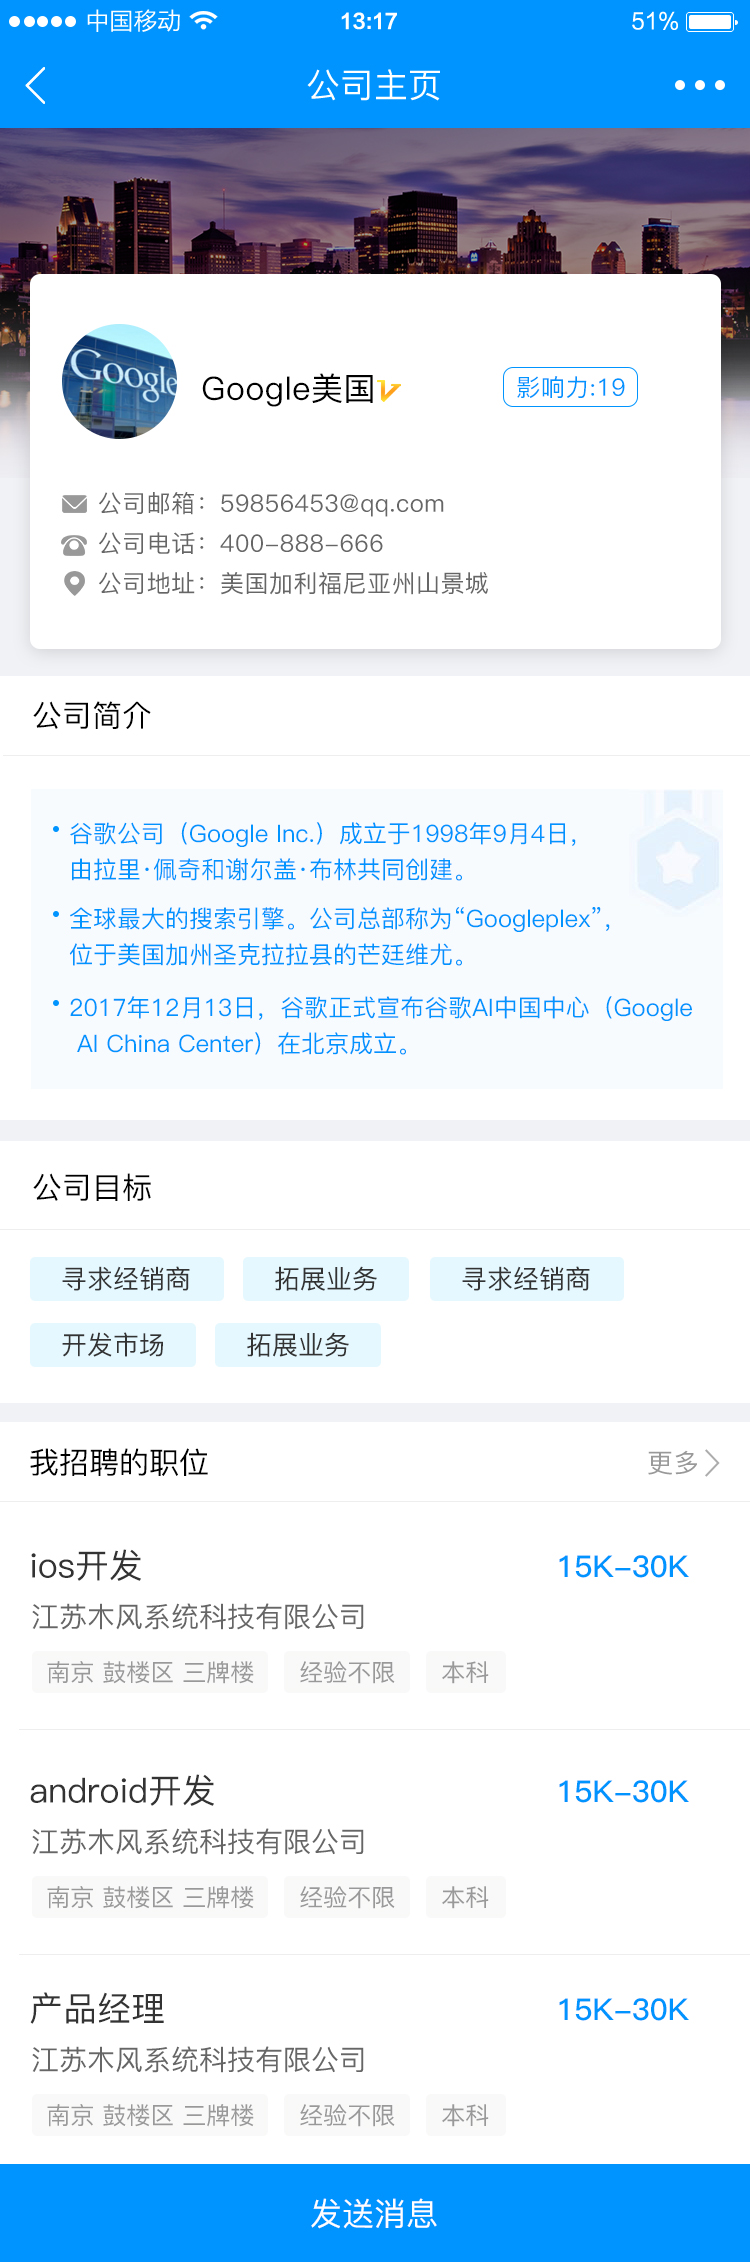 中国移动 13:17 51%
公司主页
Google
Google美国 影响力:19
公司邮箱：59856453@qq.com
公司电话：400-888-666
公司地址：美国加利福尼亚州山景城
公司简介
• 谷歌公司（Google Inc.）成立于1998年9月4日，
由拉里·佩奇和谢尔盖·布林共同创建。
• 全球最大的搜索引擎。公司总部称为“Googleplex”，
位于美国加州圣克拉拉县的芒廷维尤。
• 2017年12月13日，谷歌正式宣布谷歌AI中国中心（Google
AI China Center）在北京成立。
公司目标
寻求经销商 拓展业务 寻求经销商
开发市场 拓展业务
我招聘的职位 更多
ios开发 15K-30K
江苏木风系统科技有限公司
南京 鼓楼区 三牌楼 经验不限 本科
android开发 15K-30K
江苏木风系统科技有限公司
南京 鼓楼区 三牌楼 经验不限 本科
产品经理 15K-30K
江苏木风系统科技有限公司
南京 鼓楼区 三牌楼 经验不限 本科
发送消息